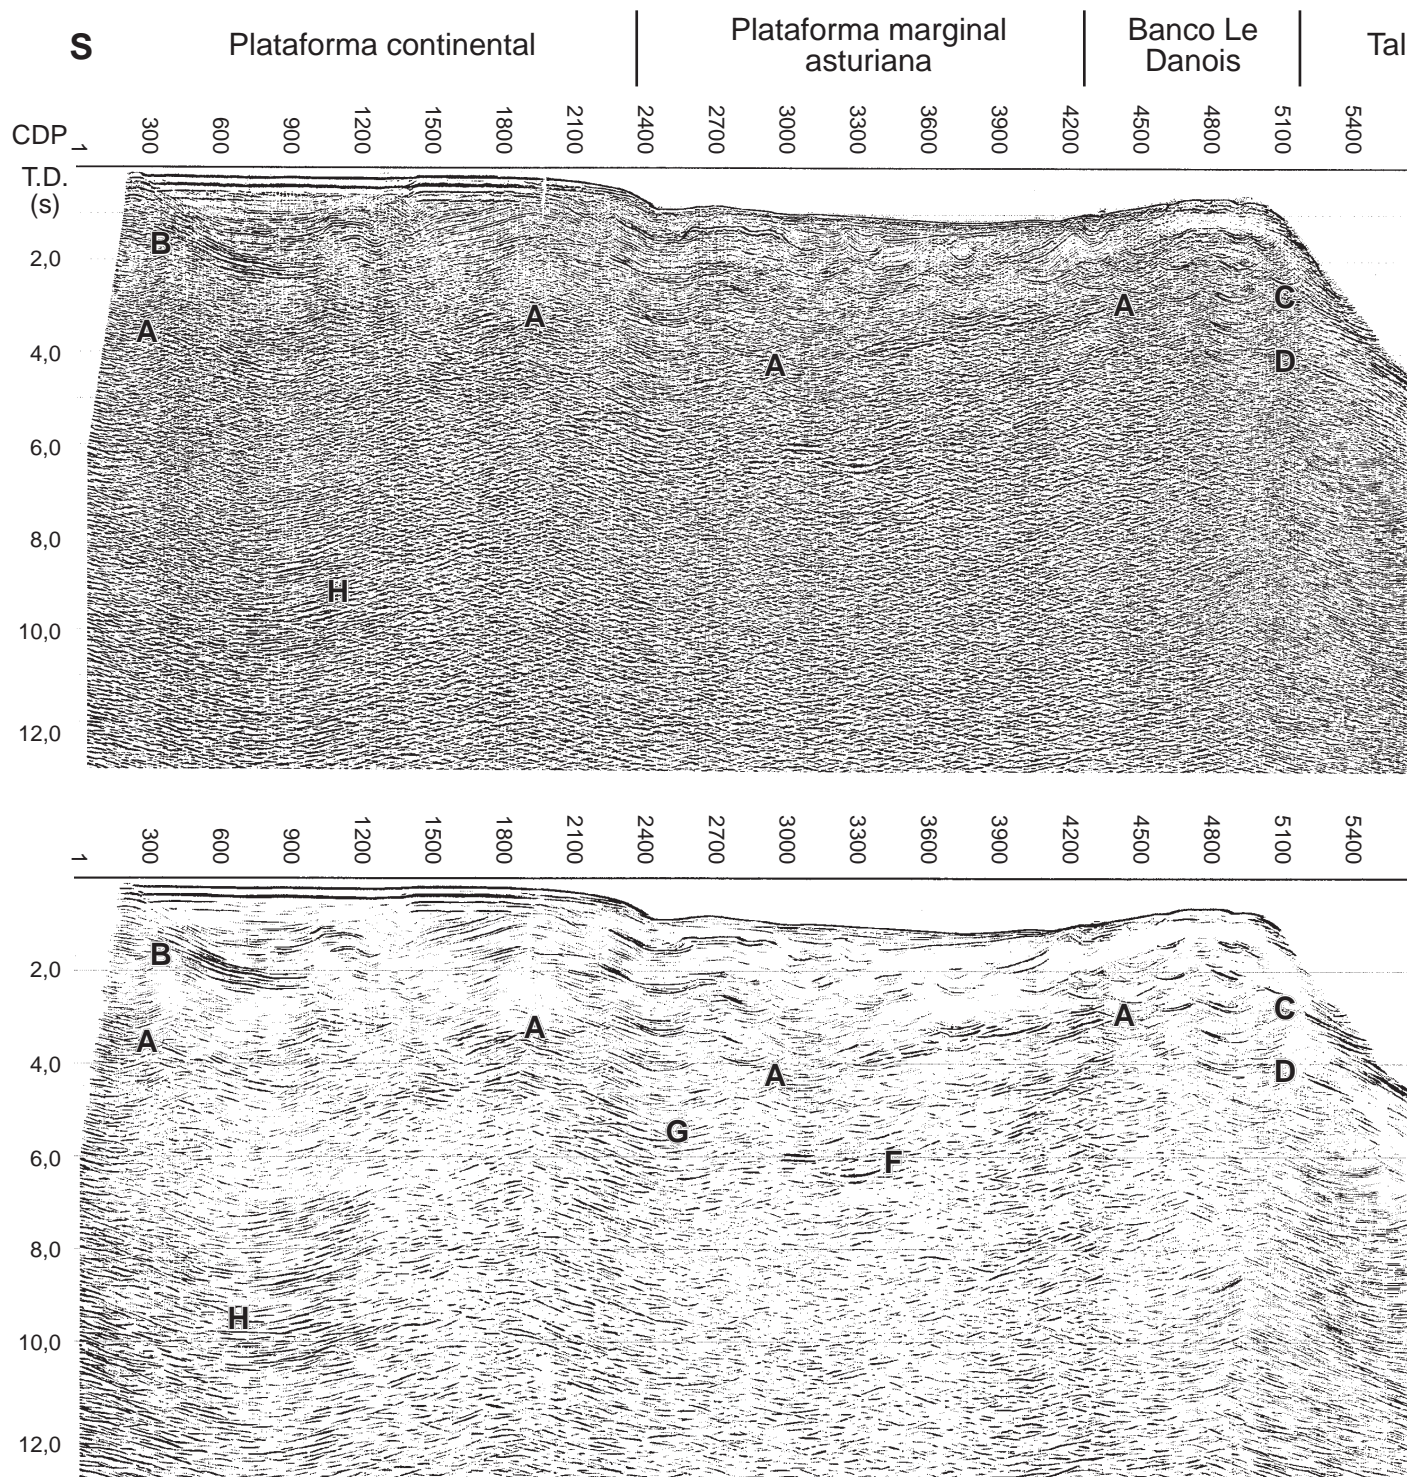 S
Plataforma continental
Plataforma marginal
asturiana
Banco Le
Danois
Tal
CDP 1 300 600 900 1200 1500 1800 2100 2400 2700 3000 3300 3600 3900 4200 4500 4800 5100 5400
T.D.
(s)
B
2,0
C
A
A
A
4,0
D
A
6,0
8,0
H
10,0
12,0
1 300 600 900 1200 1500 1800 2100 2400 2700 3000 3300 3600 3900 4200 4500 4800 5100 5400
B
2,0
C
A
A
A
4,0
D
A
G
6,0
F
8,0
H
10,0
12,0